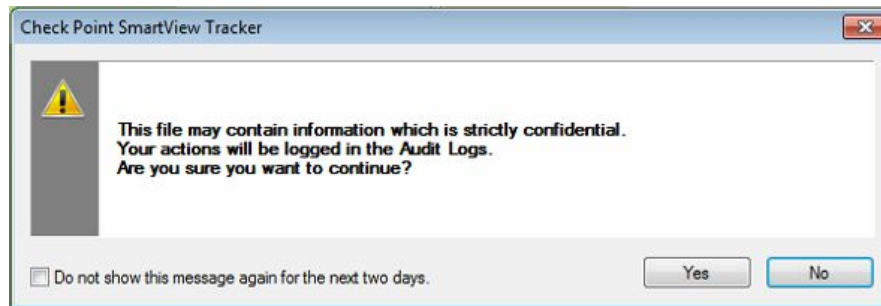 Check Point SmartView Tracker
This file may contain information which is strictly confidential.
Your actions will be logged in the Audit Logs.
Are you sure you want to continue?
Do not show this message again for the next two days.
Yes
No